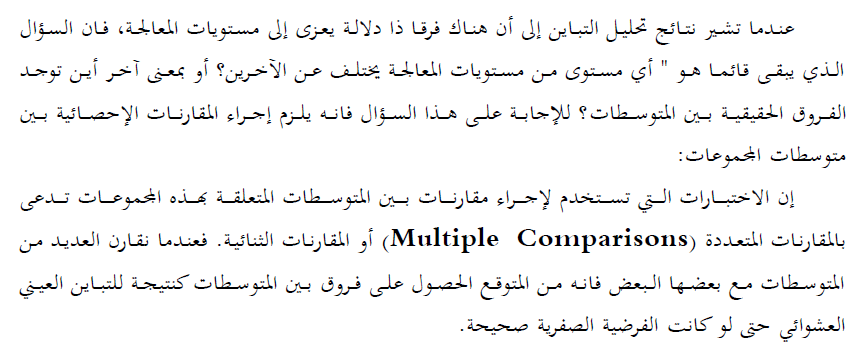 عندما تشير نتائج تحليل التباين إلى أن هناك فرقا ذا دلالة يعزى إلى مستويات المعالجة، فان السؤال
الذي يبقى قائما هو " أي مستوى من مستويات المعالجة يختلف عن الآخرين؟ أو بمعنى آخر أين توجد
الفروق الحقيقية بين المتوسطات؟ للإجابة على هذا السؤال فانه يلزم إجراء المقارنات الإحصائية بين
متوسطات المجموعات:
إن الاختبارات التي تستخدم لإجراء مقارنات بين المتوسطات المتعلقة بهذه المجموعات تدعى
بالمقارنات المتعددة (Multiple Comparisons) أو المقارنات الثنائية. فعندما نقارن العديد من
المتوسطات مع بعضها البعض فانه من المتوقع الحصول على فروق بين المتوسطات كنتيجة للتباين العيني
العشوائي حتى لو كانت الفرضية الصفرية صحيحة.